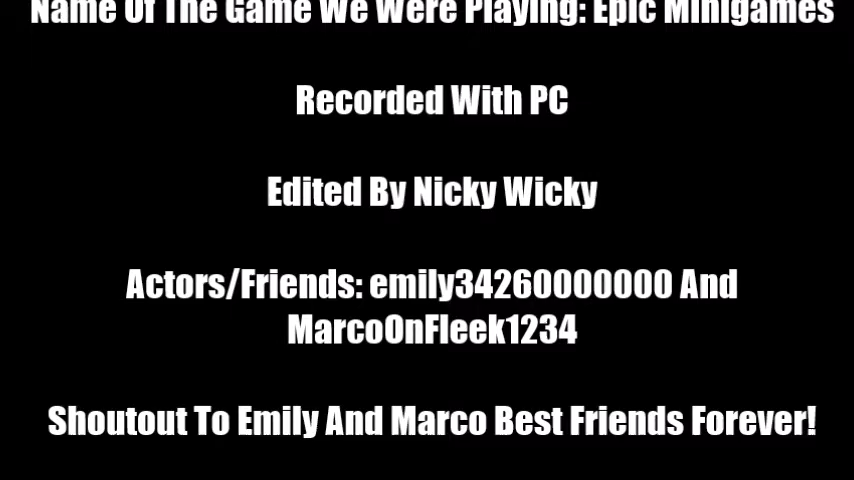 Name Of The Game We Were Playing: Epic Minigames
Recorded With PC
Edited By Nicky Wicky
Actors/Friends: emily34260000000 And
MarcoOnFleek1234
Shoutout To Emily And Marco Best Friends Forever!